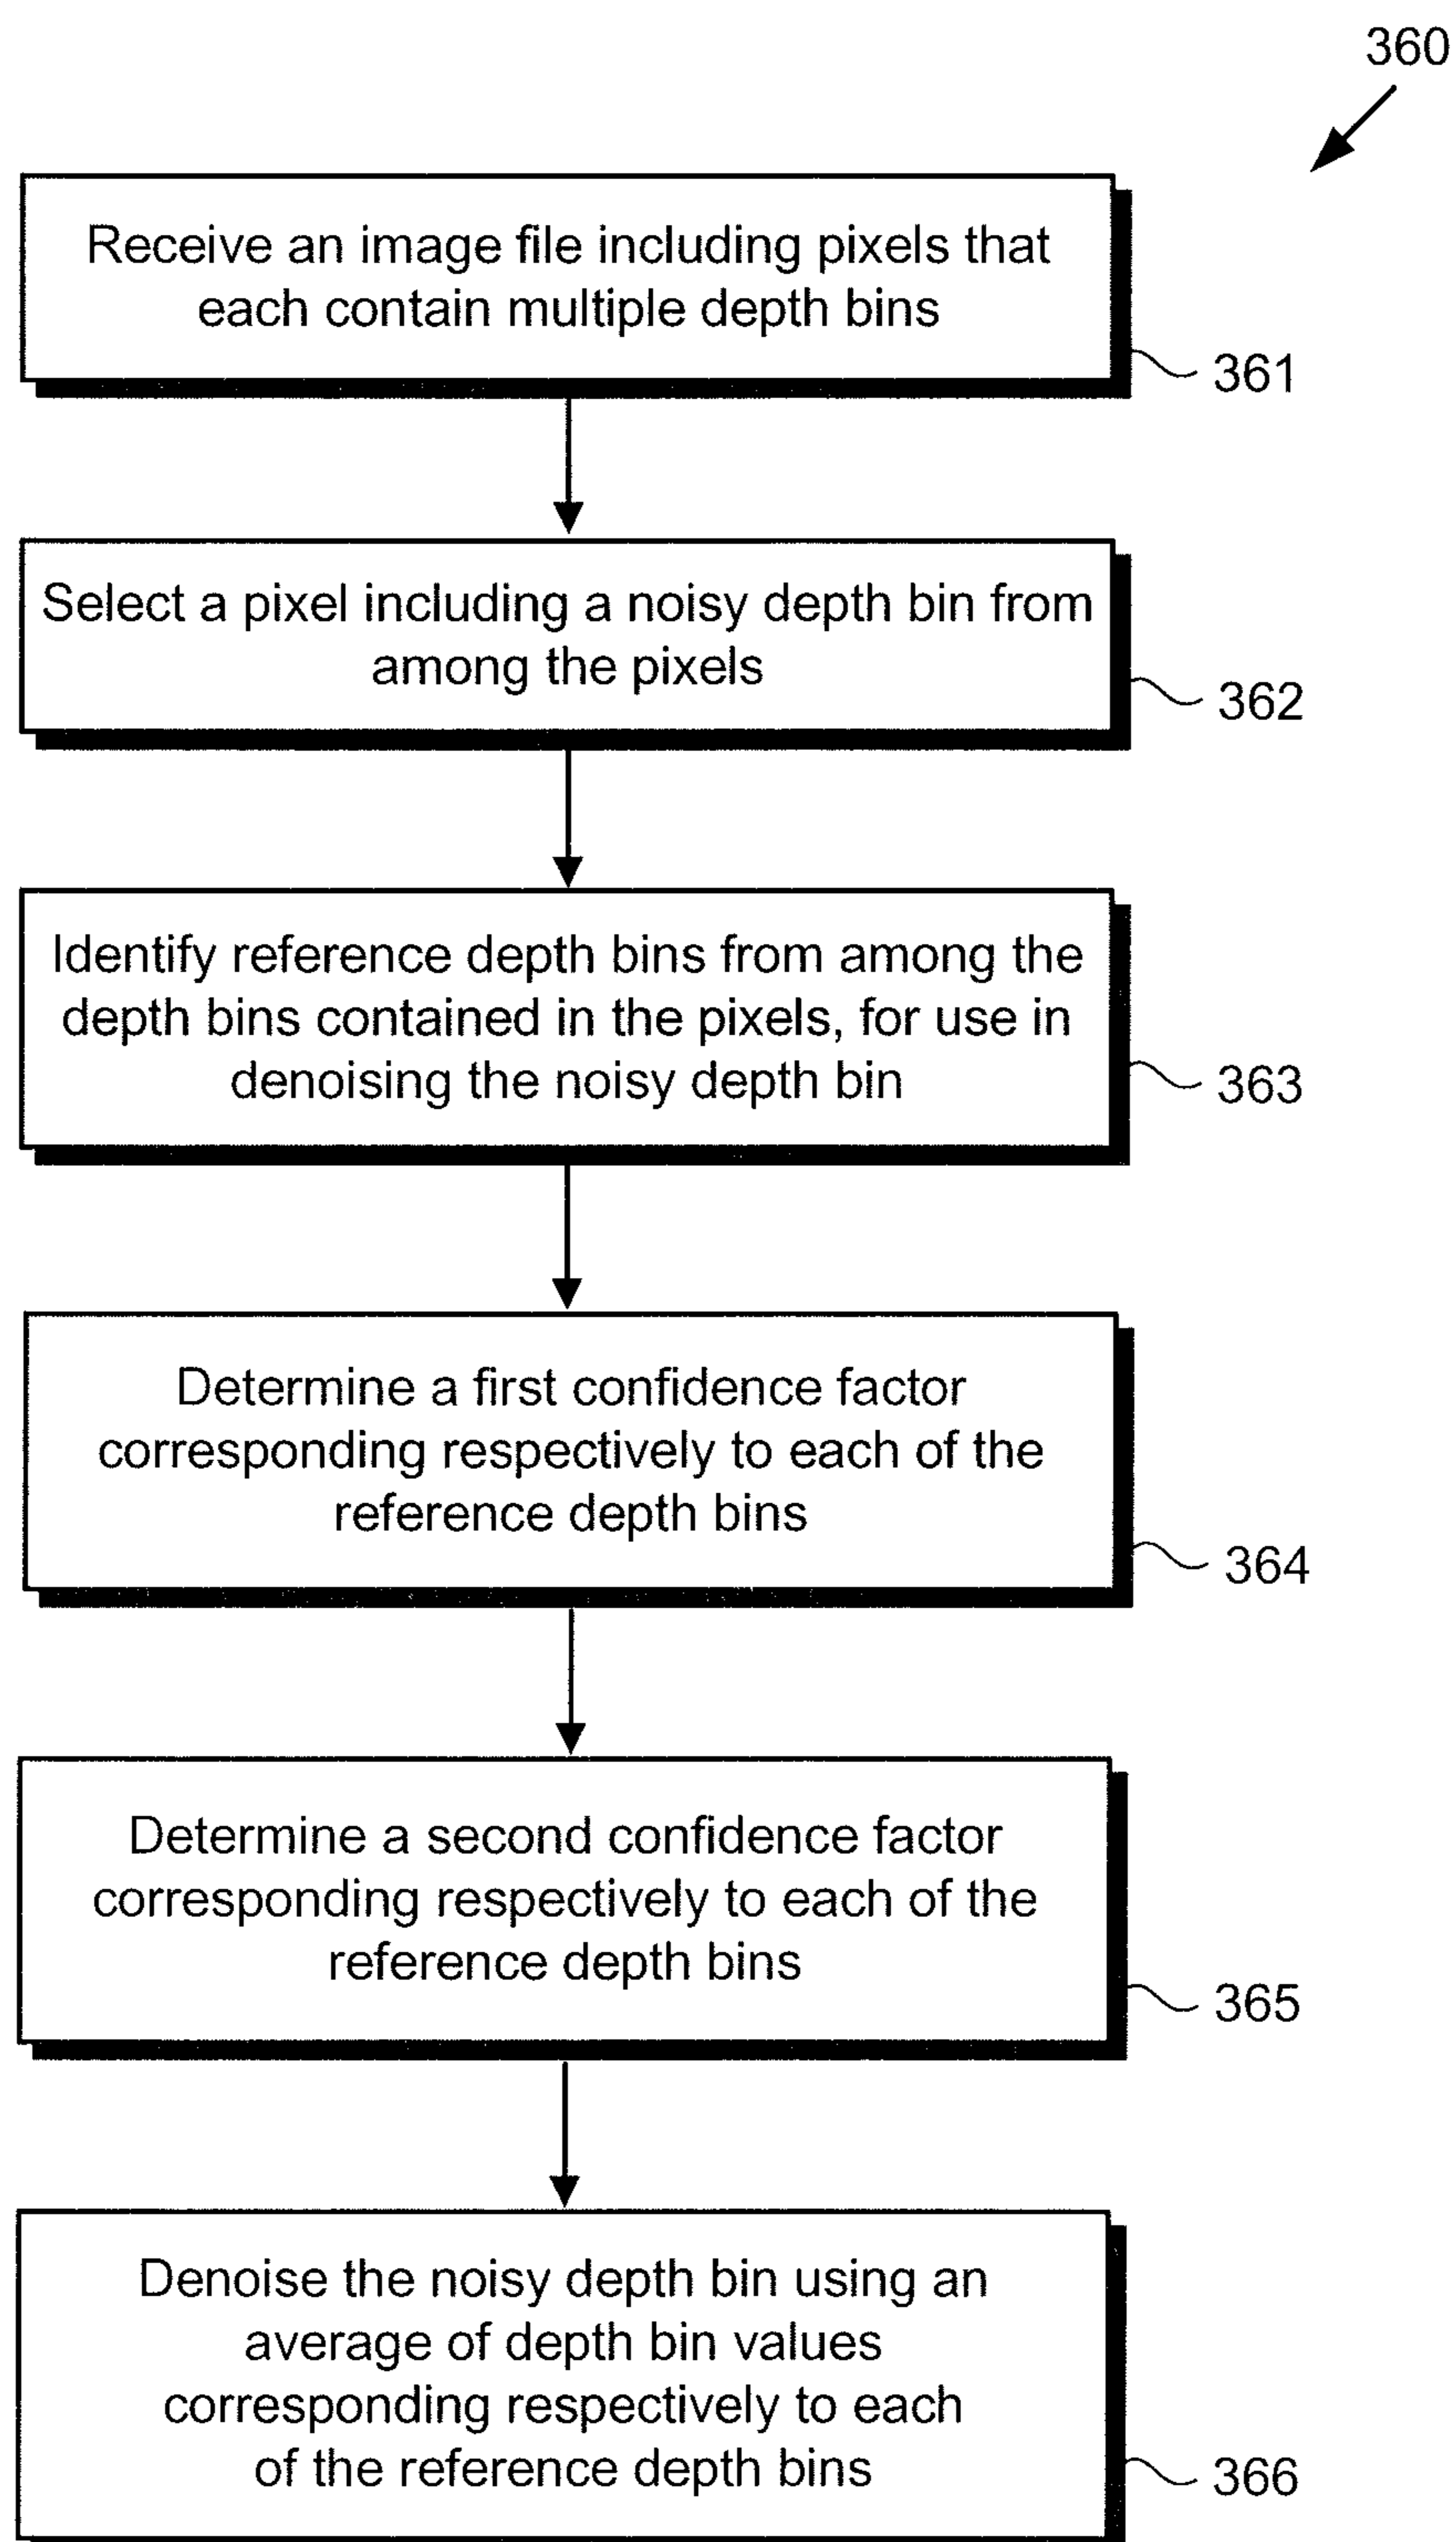 360
Receive an image file including pixels that
each contain multiple depth bins
361
Select a pixel including a noisy depth bin from
among the pixels
362
Identify reference depth bins from among the
depth bins contained in the pixels, for use in
denoising the noisy depth bin
363
Determine a first confidence factor
corresponding respectively to each of the
reference depth bins
364
Determine a second confidence factor
corresponding respectively to each of the
reference depth bins
365
Denoise the noisy depth bin using an
average of depth bin values
corresponding respectively to each
of the reference depth bins
366